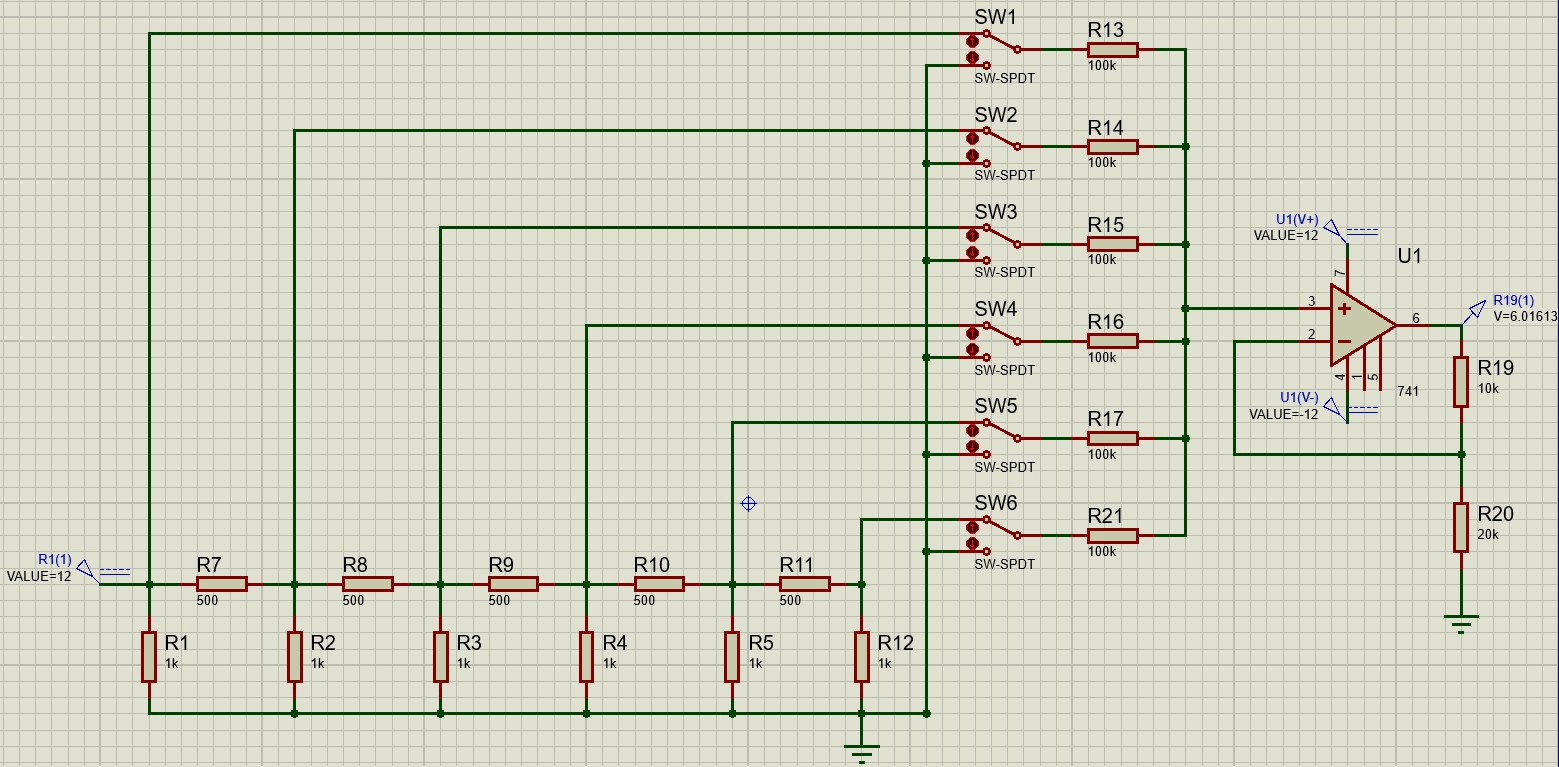 SW1
SW-SPDT
R13
100k
SW2
SW-SPDT
R14
100k
SW3
SW-SPDT
R15
100k
SW4
SW-SPDT
R16
100k
SW5
SW-SPDT
R17
100k
SW6
SW-SPDT
R21
100k
U1(V+)
VALUE=12
U1
7
3
2
6
4
1
5
741
U1(V-)
VALUE=-12
R19(1)
V=6.01613
R19
10k
R20
20k
R1(1)
VALUE=12
R7
500
R8
500
R9
500
R10
500
R11
500
R1
1k
R2
1k
R3
1k
R4
1k
R5
1k
R12
1k